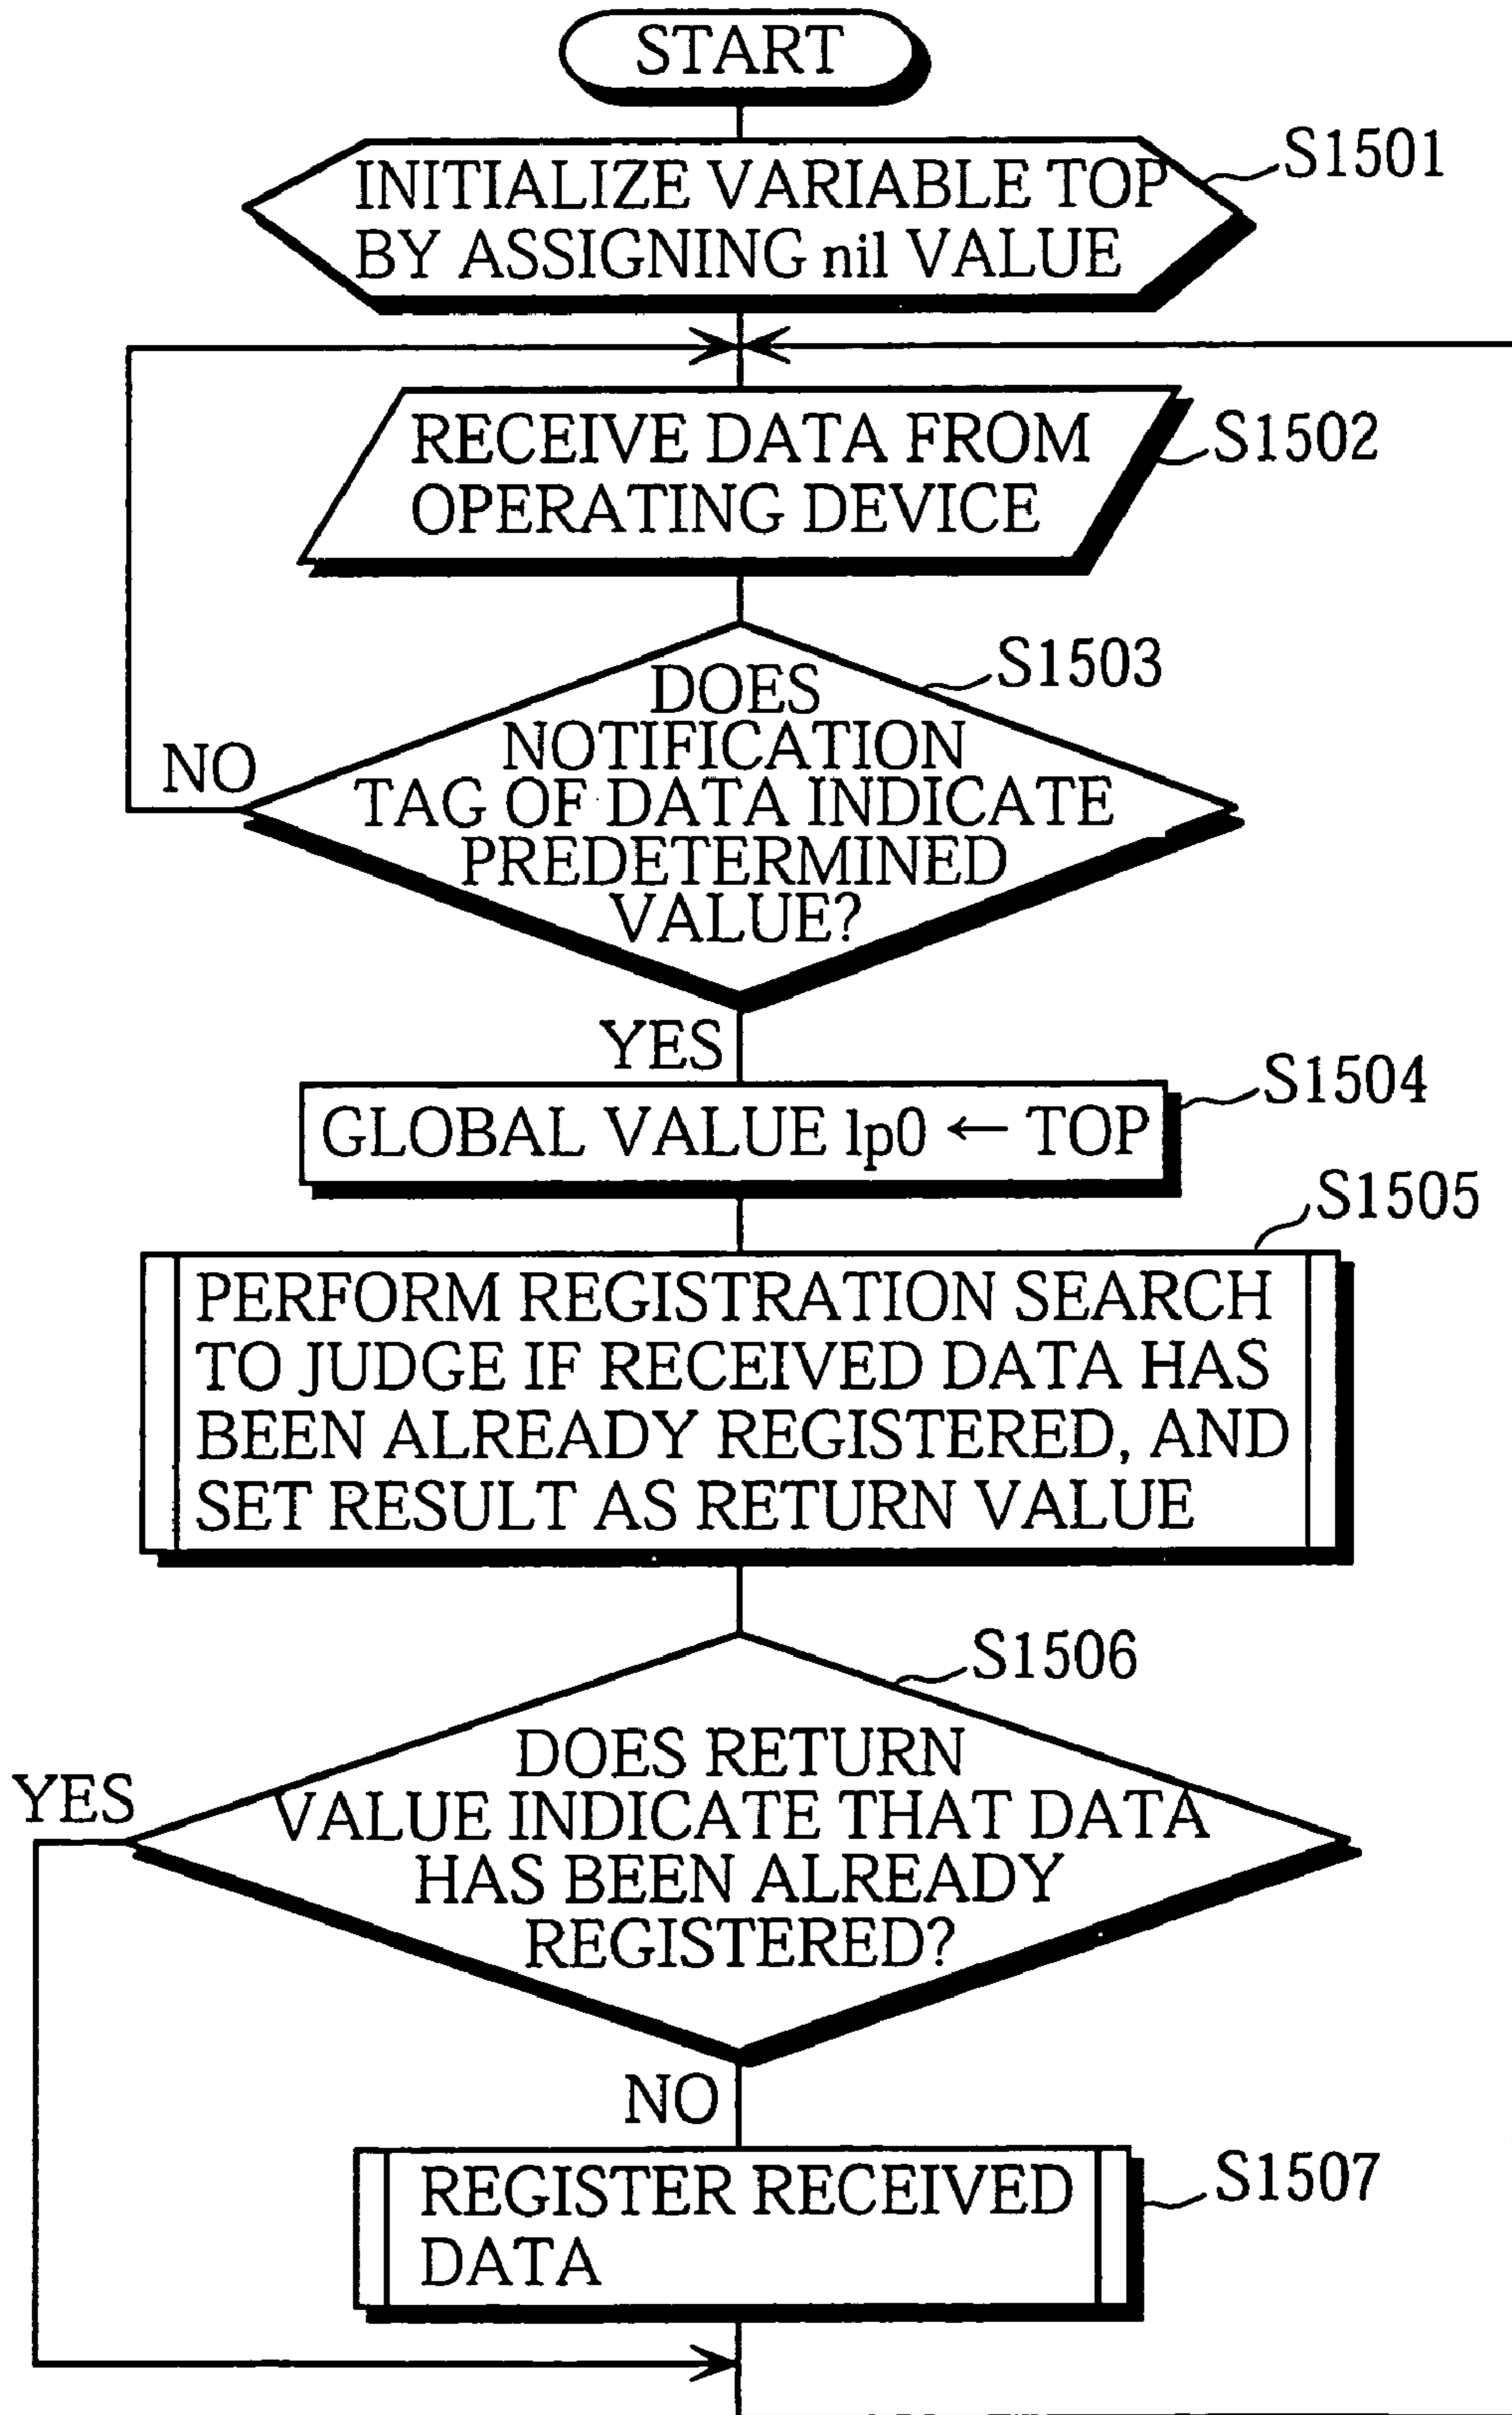 START
INITIALIZE VARIABLE TOP
BY ASSIGNING nil VALUE
S1501
RECEIVE DATA FROM
OPERATING DEVICE
S1502
DOES
NOTIFICATION
TAG OF DATA INDICATE
PREDETERMINED
VALUE?
S1503
NO
YES
GLOBAL VALUE lp0 ← TOP
S1504
PERFORM REGISTRATION SEARCH
TO JUDGE IF RECEIVED DATA HAS
BEEN ALREADY REGISTERED, AND
SET RESULT AS RETURN VALUE
S1505
DOES RETURN
VALUE INDICATE THAT DATA
HAS BEEN ALREADY
REGISTERED?
S1506
YES
NO
REGISTER RECEIVED
DATA
S1507